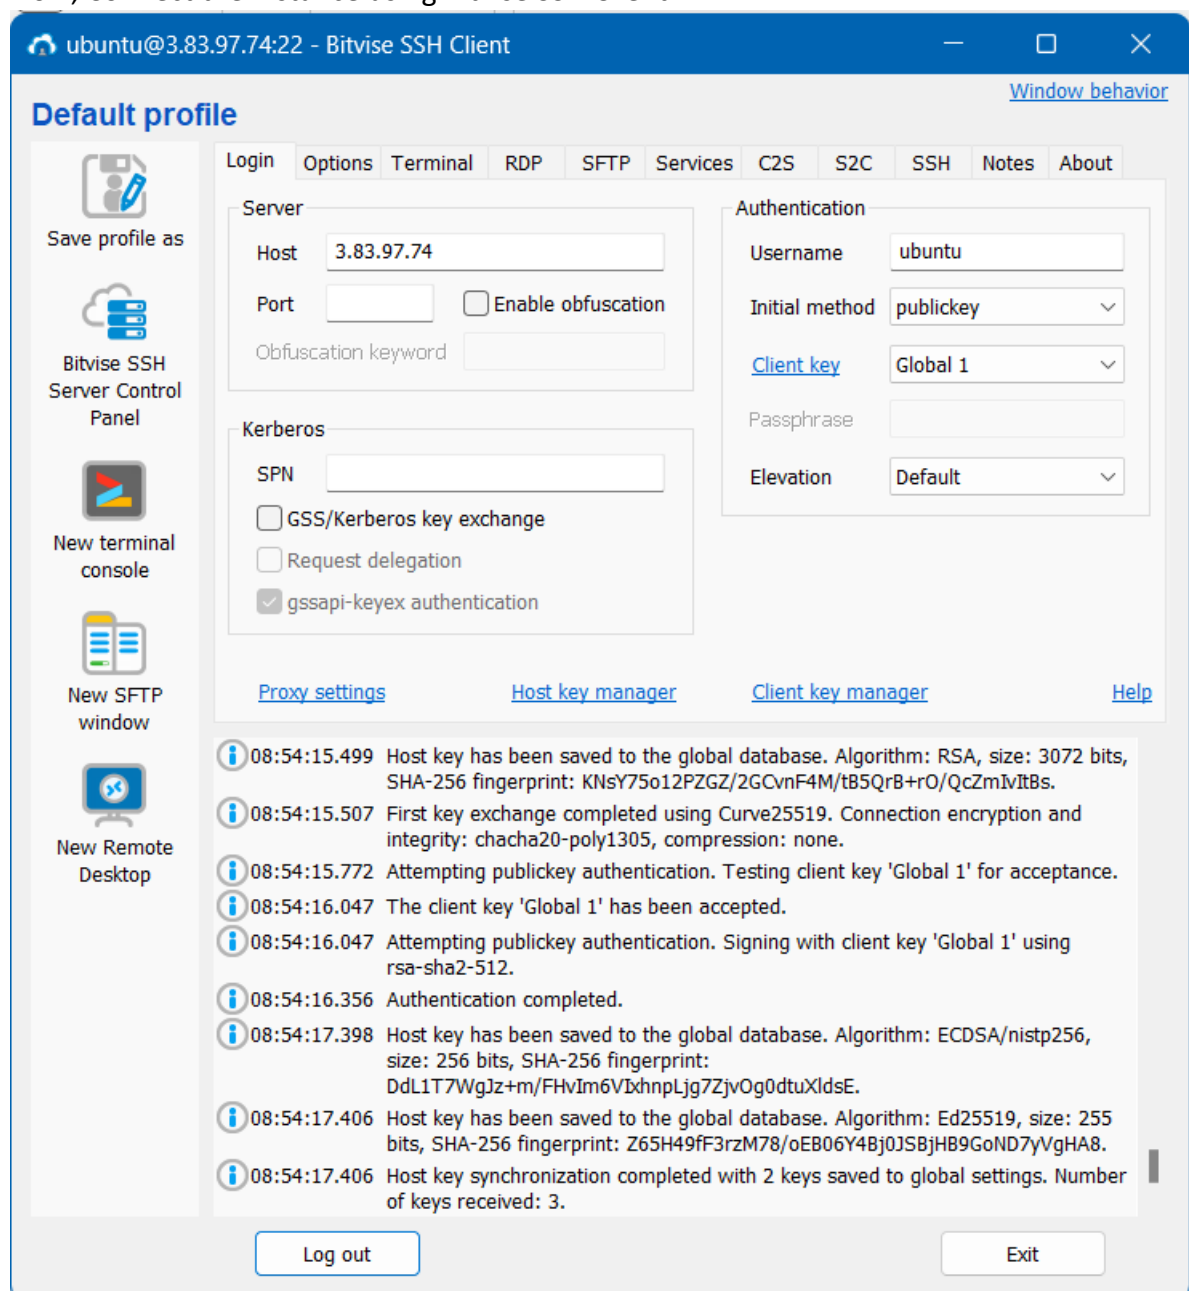 ubuntu@3.83.97.74:22 - Bitvise SSH Client
Window behavior
Default profile
Save profile as
Bitvise SSH
Server Control
Panel
New terminal
console
New SFTP
window
New Remote
Desktop
Login Options Terminal RDP SFTP Services C2S S2C SSH Notes About
Server
Host 3.83.97.74
Port Enable obfuscation
Obfuscation keyword
Kerberos
SPN
GSS/Kerberos key exchange
Request delegation
gssapi-keyex authentication
Authentication
Username ubuntu
Initial method publickey
Client key Global 1
Passphrase
Elevation Default
Proxy settings Host key manager Client key manager Help
08:54:15.499 Host key has been saved to the global database. Algorithm: RSA, size: 3072 bits,
SHA-256 fingerprint: KNsY75o12PZGZ/2GCvnF4M/tB5QrB+rO/QcZmIvItBs.
08:54:15.507 First key exchange completed using Curve25519. Connection encryption and
integrity: chacha20-poly1305, compression: none.
08:54:15.772 Attempting publickey authentication. Testing client key 'Global 1' for acceptance.
08:54:16.047 The client key 'Global 1' has been accepted.
08:54:16.047 Attempting publickey authentication. Signing with client key 'Global 1' using
rsa-sha2-512.
08:54:16.356 Authentication completed.
08:54:17.398 Host key has been saved to the global database. Algorithm: ECDSA/nistp256,
size: 256 bits, SHA-256 fingerprint:
DdL1T7WgJz+m/FHvIm6VIxhnpLjg7ZjvOg0dtuXldsE.
08:54:17.406 Host key has been saved to the global database. Algorithm: Ed25519, size: 255
bits, SHA-256 fingerprint: Z65H49fF3rzM78/oEB06Y4Bj0JSBjHB9GoND7yVgHA8.
08:54:17.406 Host key synchronization completed with 2 keys saved to global settings. Number
of keys received: 3.
Log out Exit